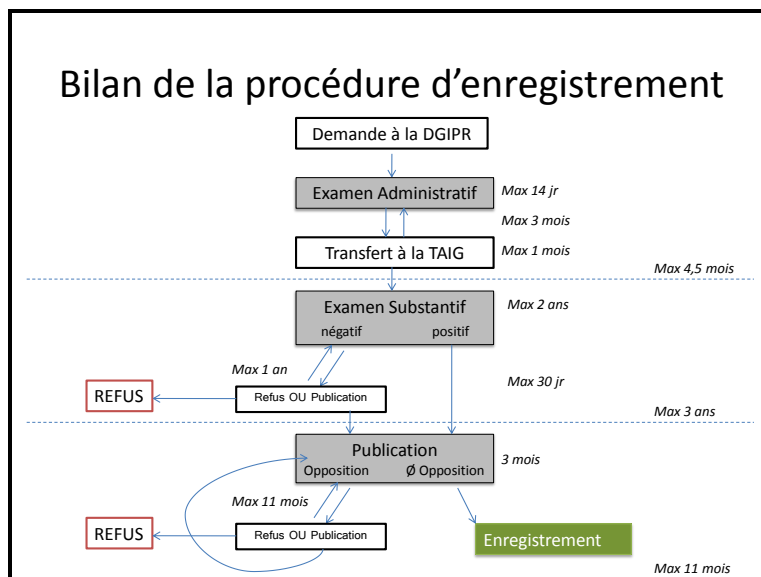 Bilan de la procédure d’enregistrement
Demande à la DGIPR
Examen Administratif
Max 14 jr
Max 3 mois
Transfert à la TAIG
Max 1 mois
Max 4,5 mois
Examen Substantif
Max 2 ans
négatif positif
Max 1 an
Max 30 jr
REFUS
Refus OU Publication
Max 3 ans
Publication
Opposition Ø Opposition
3 mois
Max 11 mois
REFUS
Refus OU Publication
Enregistrement
Max 11 mois